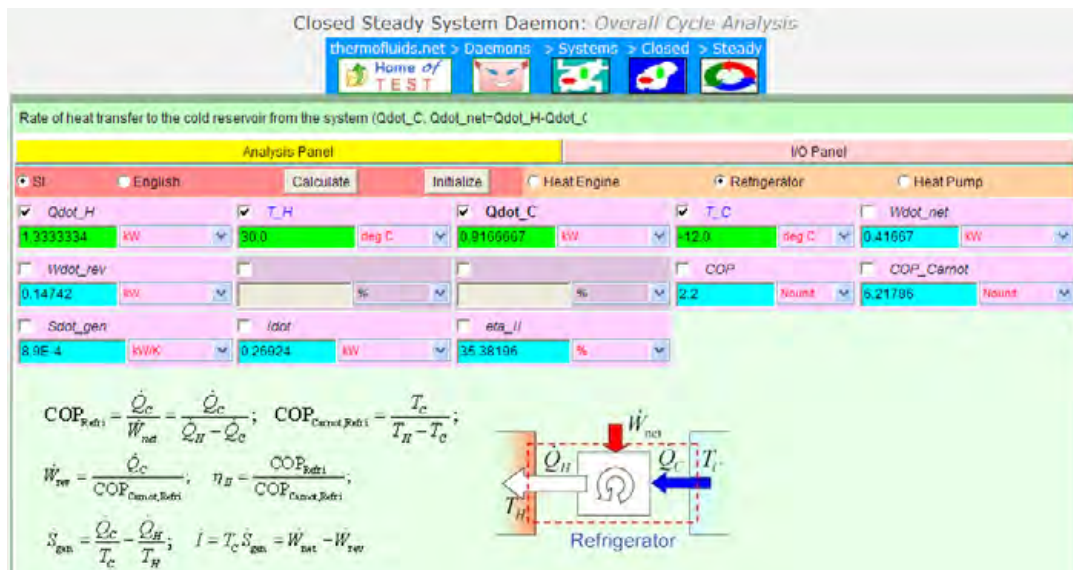 Closed Steady System Daemon: Overall Cycle Analysis
thermofluids.net > Daemons > Systems > Closed > Steady
Home of
TEST
Rate of heat transfer to the cold reservoir from the system (Qdot_C, Qdot_net=Qdot_H-Qdot_(
Analysis Panel I/O Panel
SI English Calculate Initialize Heat Engine Refrigerator Heat Pump
Qdot_H T_H Qdot_C T_C Wdot_net
1.3333334 kW 30.0 deg C 0.9166667 kW -12.0 deg C 0.41667 kW
Wdot_rev COP COP_Carnot
0.14742 kW % % 2.2 Nounit 6.21786 Nounit
Sdot_gen Idot eta_II
8.9E-4 kW/K 0.26924 kW 35.38196 %
COP_Refri = Q̇_C / Ẇ_net = Q̇_C / (Q̇_H − Q̇_C); COP_Carnot,Refri = T_C / (T_H − T_C);
Ẇ_rev = Q̇_C / COP_Carnot,Refri; η_II = COP_Refri / COP_Carnot,Refri;
Ṡ_gen = Q̇_C / T_C − Q̇_H / T_H; İ = T_C Ṡ_gen = Ẇ_net − Ẇ_rev
Ẇ_net
Q̇_H Q̇_C T_C
T_H
Refrigerator